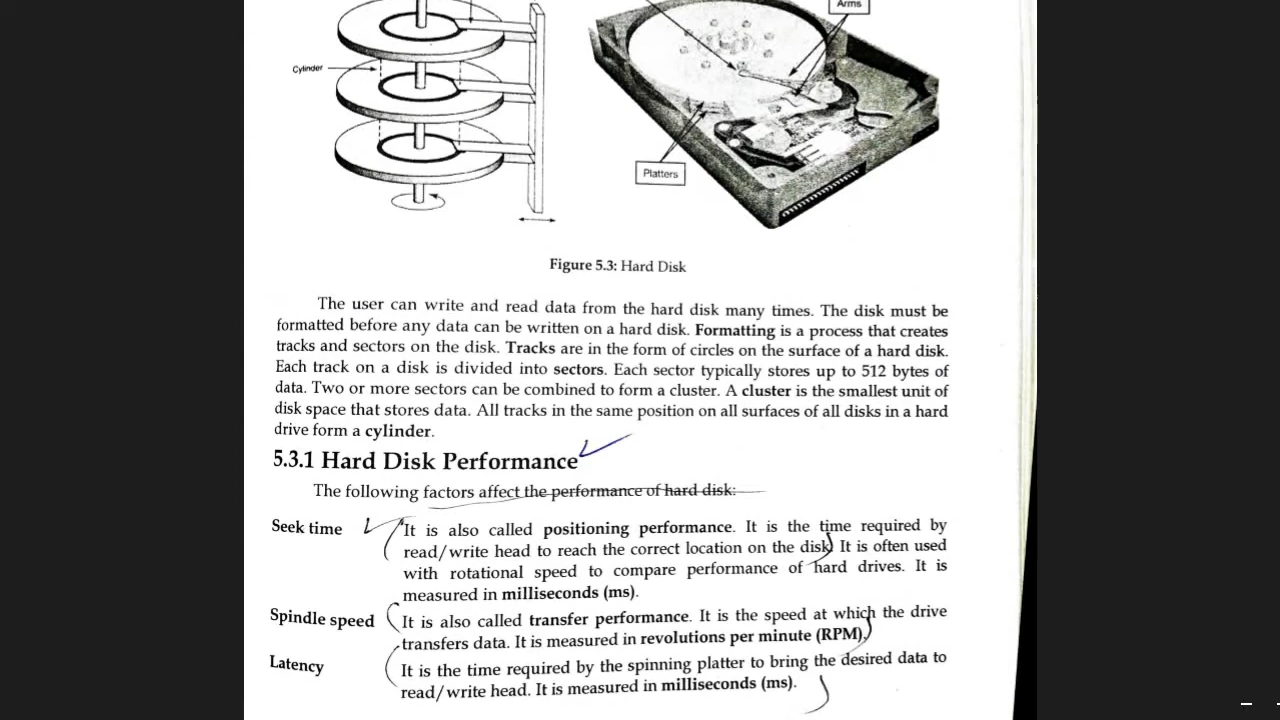 Arms
Cylinder
Platters
Figure 5.3: Hard Disk
The user can write and read data from the hard disk many times. The disk must be
formatted before any data can be written on a hard disk. Formatting is a process that creates
tracks and sectors on the disk. Tracks are in the form of circles on the surface of a hard disk.
Each track on a disk is divided into sectors. Each sector typically stores up to 512 bytes of
data. Two or more sectors can be combined to form a cluster. A cluster is the smallest unit of
disk space that stores data. All tracks in the same position on all surfaces of all disks in a hard
drive form a cylinder.
5.3.1 Hard Disk Performance
The following factors affect the performance of hard disk:
Seek time It is also called positioning performance. It is the time required by
read/write head to reach the correct location on the disk. It is often used
with rotational speed to compare performance of hard drives. It is
measured in milliseconds (ms).
Spindle speed It is also called transfer performance. It is the speed at which the drive
transfers data. It is measured in revolutions per minute (RPM).
Latency It is the time required by the spinning platter to bring the desired data to
read/write head. It is measured in milliseconds (ms).